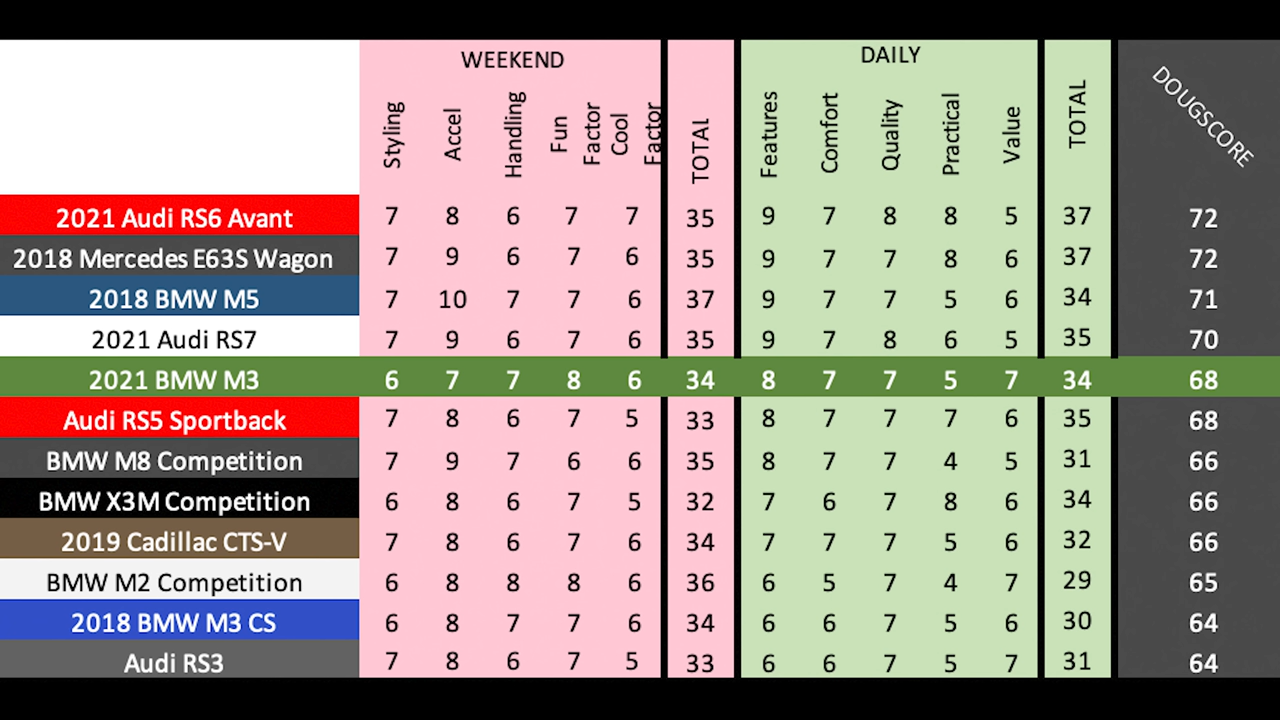 WEEKEND DAILY
Styling Accel Handling Fun Factor Cool Factor TOTAL Features Comfort Quality Practical Value TOTAL DOUGSCORE
2021 Audi RS6 Avant 7 8 6 7 7 35 9 7 8 8 5 37 72
2018 Mercedes E63S Wagon 7 9 6 7 6 35 9 7 7 8 6 37 72
2018 BMW M5 7 10 7 7 6 37 9 7 7 5 6 34 71
2021 Audi RS7 7 9 6 7 6 35 9 7 8 6 5 35 70
2021 BMW M3 6 7 7 8 6 34 8 7 7 5 7 34 68
Audi RS5 Sportback 7 8 6 7 5 33 8 7 7 7 6 35 68
BMW M8 Competition 7 9 7 6 6 35 8 7 7 4 5 31 66
BMW X3M Competition 6 8 6 7 5 32 7 6 7 8 6 34 66
2019 Cadillac CTS-V 7 8 6 7 6 34 7 7 7 5 6 32 66
BMW M2 Competition 6 8 8 8 6 36 6 5 7 4 7 29 65
2018 BMW M3 CS 6 8 7 7 6 34 6 6 7 5 6 30 64
Audi RS3 7 8 6 7 5 33 6 6 7 5 7 31 64